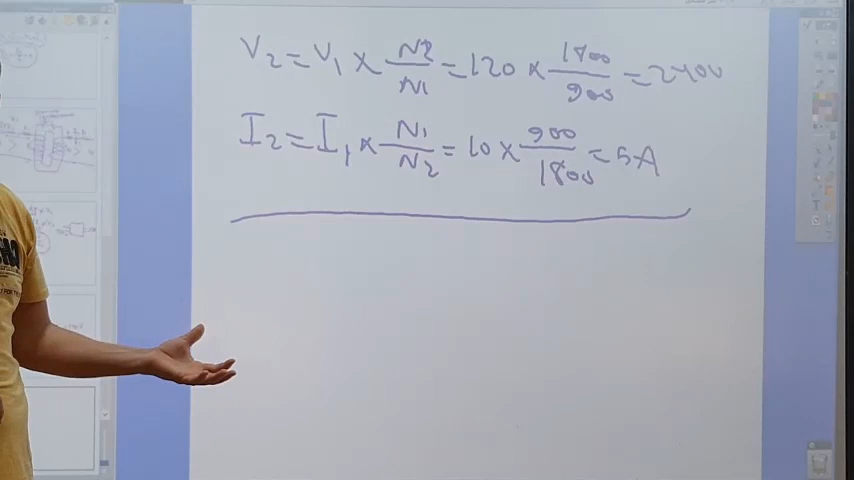 V₂ = V₁ × N2/N1 = 120 × 1800/900 = 240V
I₂ = I₁ × N₁/N₂ = 10 × 900/1800 = 5A